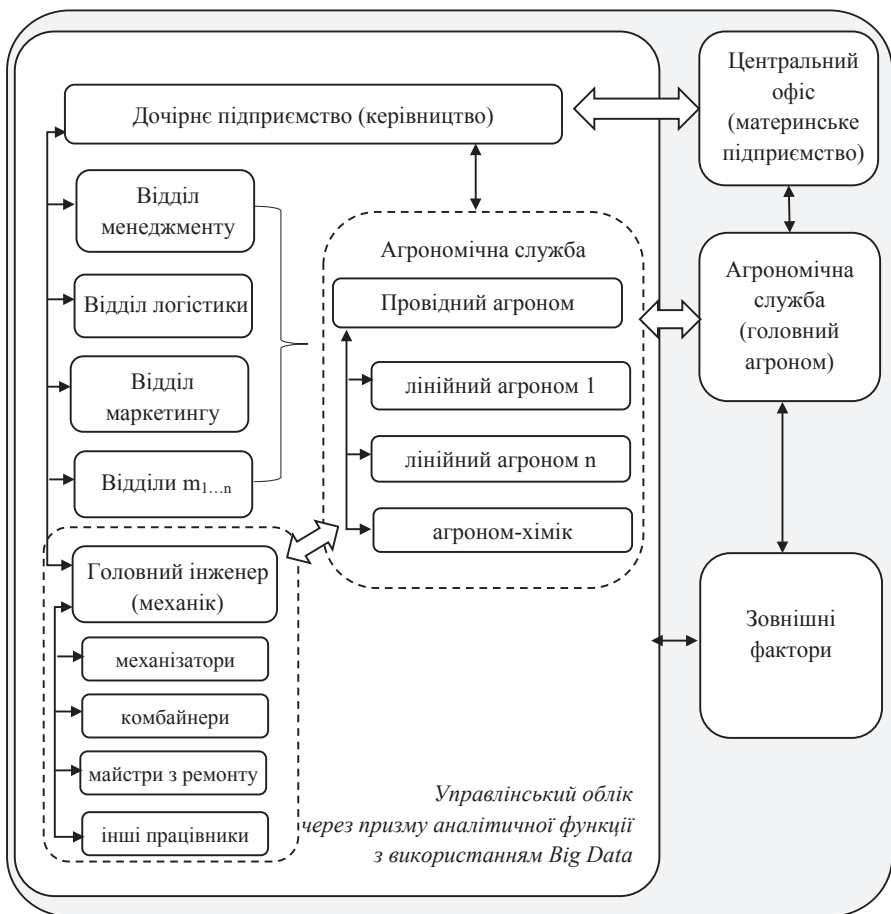 Дочірнє підприємство (керівництво)
Центральний
офіс
(материнське
підприємство)
Відділ
менеджменту
Відділ логістики
Відділ
маркетингу
Відділи m1…n
Агрономічна служба
Провідний агроном
лінійний агроном 1
лінійний агроном n
агроном-хімік
Агрономічна
служба
(головний
агроном)
Головний інженер
(механік)
механізатори
комбайнери
майстри з ремонту
інші працівники
Зовнішні
фактори
Управлінський облік
через призму аналітичної функції
з використанням Big Data